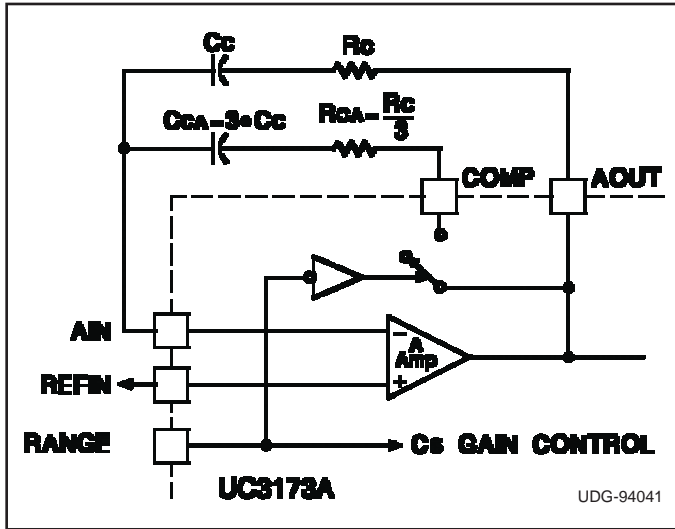 Cc
Rc
CCA=3•Cc
RCA=Rc/3
COMP
AOUT
AIN
−
A
Amp
REFIN
+
RANGE
Cs GAIN CONTROL
UC3173A
UDG-94041